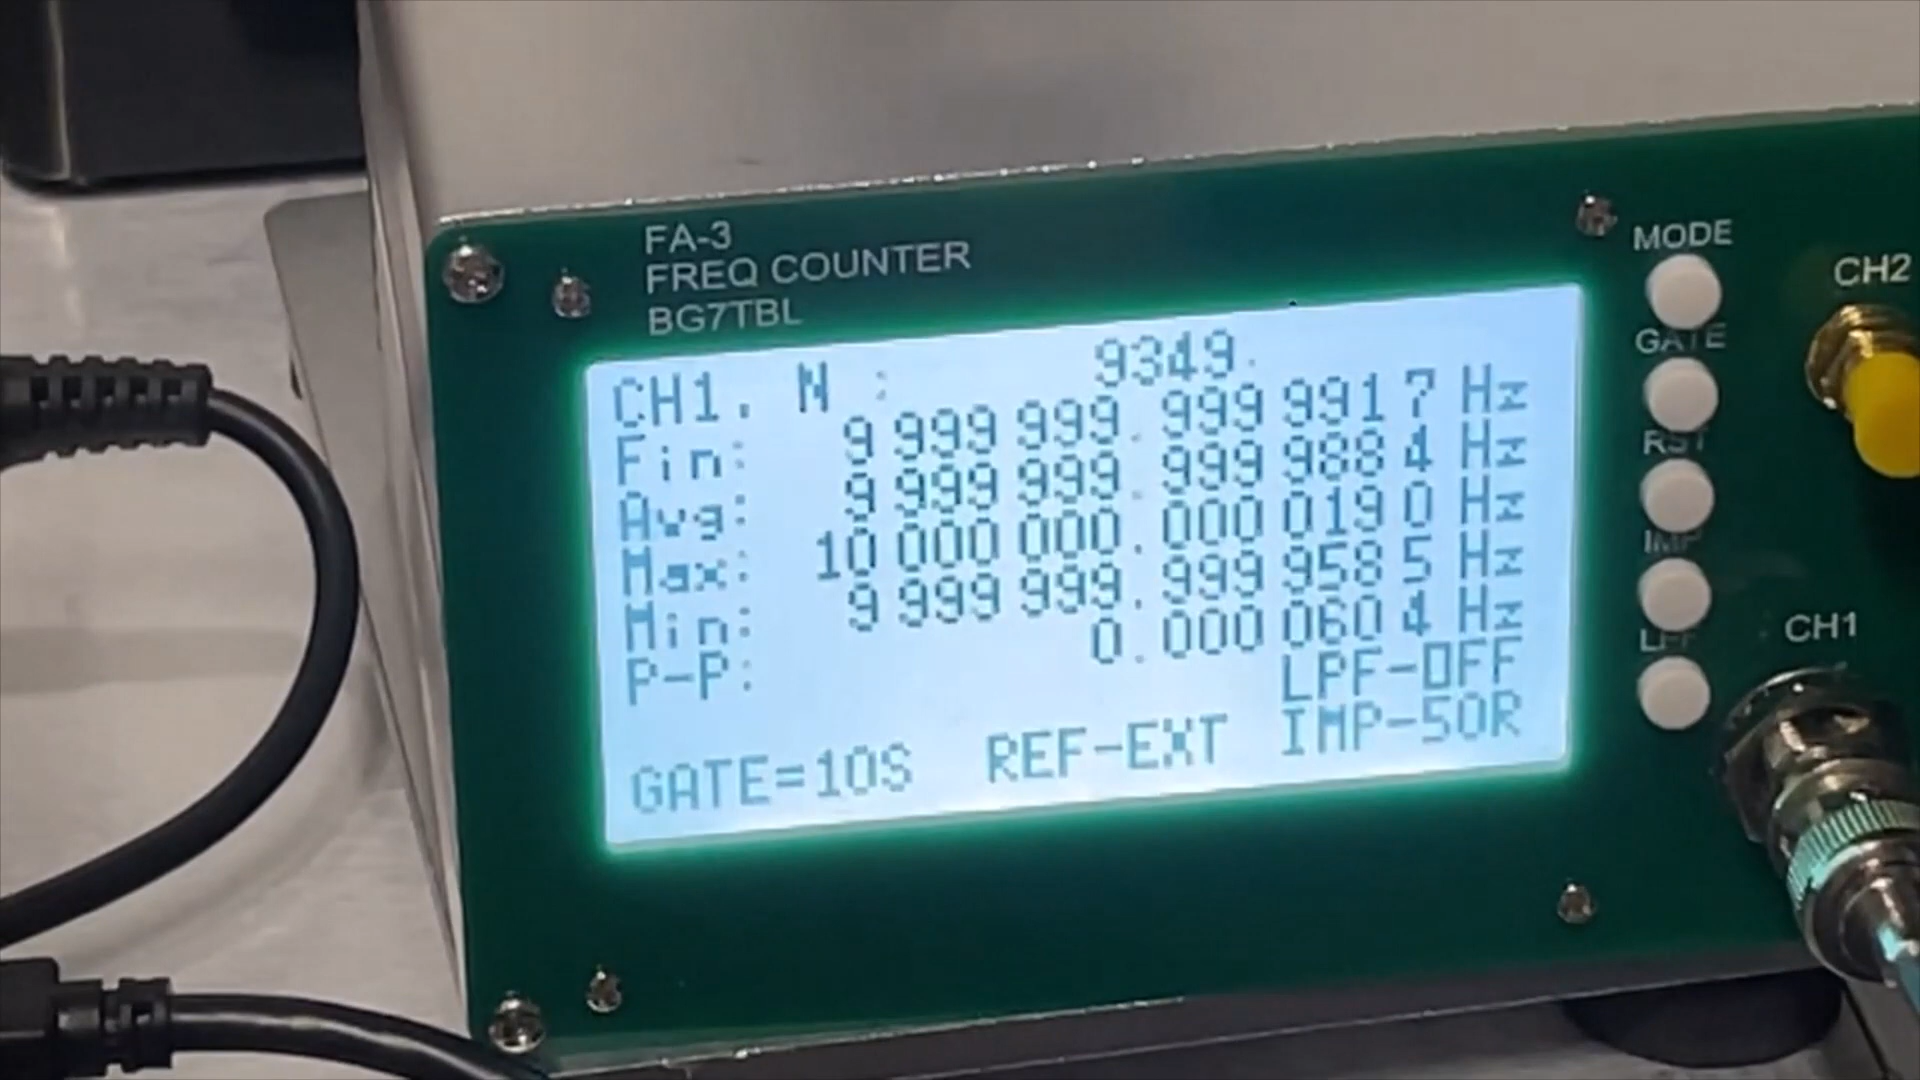 FA-3
FREQ COUNTER
BG7TBL
MODE
GATE
RST
IMP
LPF
CH2
CH1
CH1. N : 9349.
Fin: 9 999 999.999 991 7 Hz
Avg: 9 999 999.999 988 4 Hz
Max: 10 000 000.000 019 0 Hz
Min: 9 999 999.999 958 5 Hz
P-P: 0.000 060 4 Hz
LPF-OFF
GATE=10S REF-EXT IMP-50R